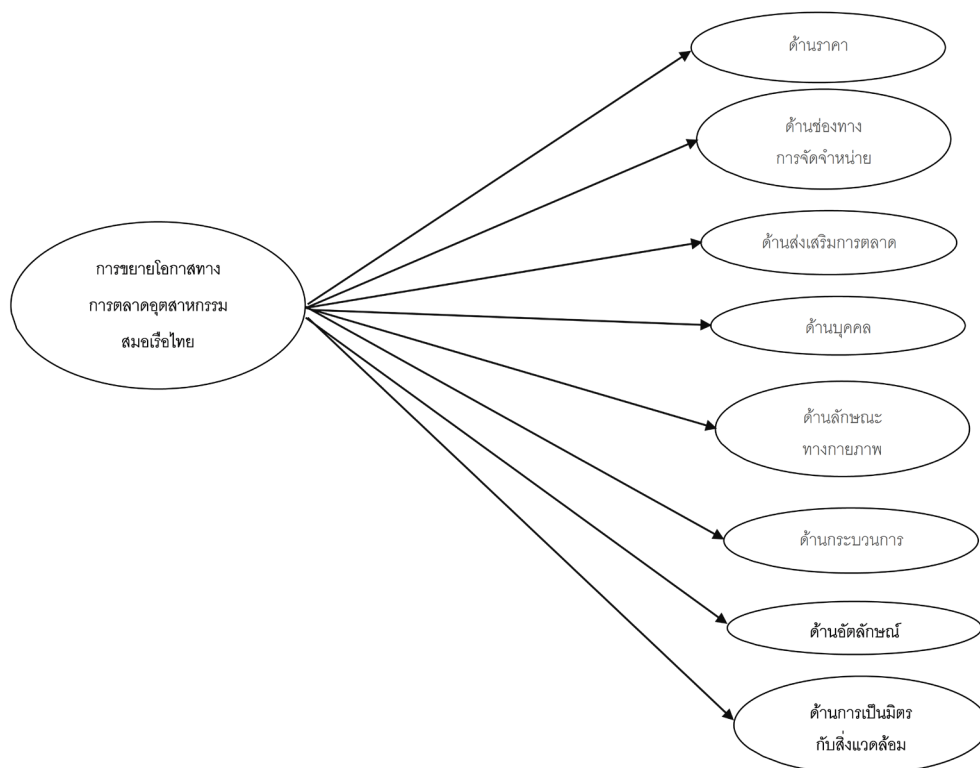 ด้านราคา
ด้านช่องทาง
การจัดจำหน่าย
การขยายโอกาสทาง
การตลาดอุตสาหกรรม
สมอเรือไทย
ด้านส่งเสริมการตลาด
ด้านบุคคล
ด้านลักษณะ
ทางกายภาพ
ด้านกระบวนการ
ด้านอัตลักษณ์
ด้านการเป็นมิตร
กับสิ่งแวดล้อม